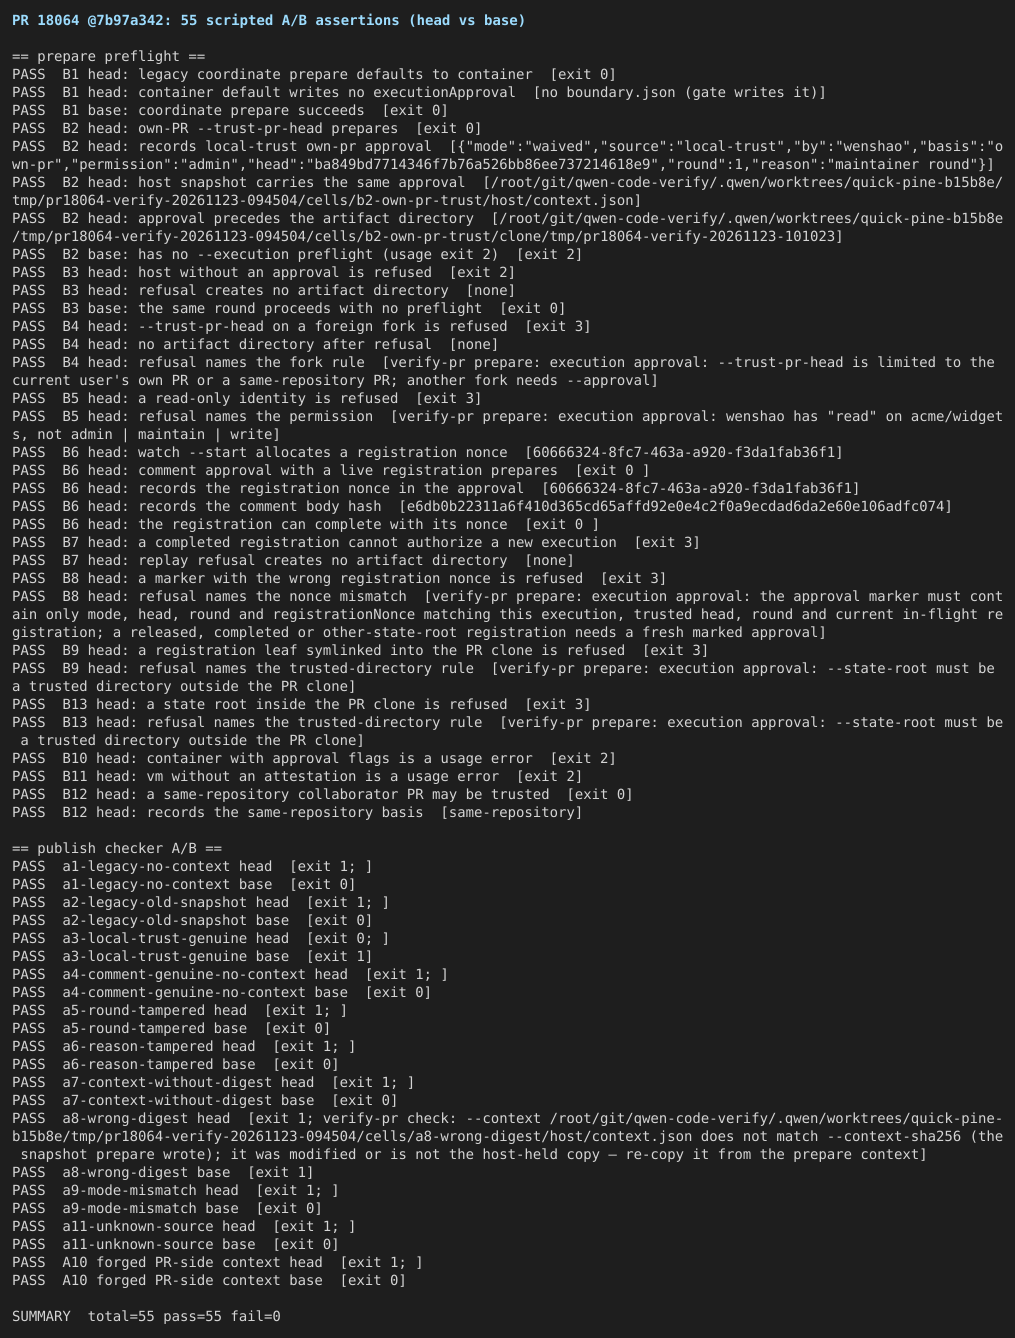 PR 18064 @7b97a342: 55 scripted A/B assertions (head vs base)
== prepare preflight ==
PASS  B1 head: legacy coordinate prepare defaults to container  [exit 0]
PASS  B1 head: container default writes no executionApproval  [no boundary.json (gate writes it)]
PASS  B1 base: coordinate prepare succeeds  [exit 0]
PASS  B2 head: own-PR --trust-pr-head prepares  [exit 0]
PASS  B2 head: records local-trust own-pr approval  [{"mode":"waived","source":"local-trust","by":"wenshao","basis":"o
wn-pr","permission":"admin","head":"ba849bd7714346f7b76a526bb86ee737214618e9","round":1,"reason":"maintainer round"}]
PASS  B2 head: host snapshot carries the same approval  [/root/git/qwen-code-verify/.qwen/worktrees/quick-pine-b15b8e/
tmp/pr18064-verify-20261123-094504/cells/b2-own-pr-trust/host/context.json]
PASS  B2 head: approval precedes the artifact directory  [/root/git/qwen-code-verify/.qwen/worktrees/quick-pine-b15b8e
/tmp/pr18064-verify-20261123-094504/cells/b2-own-pr-trust/clone/tmp/pr18064-verify-20261123-101023]
PASS  B2 base: has no --execution preflight (usage exit 2)  [exit 2]
PASS  B3 head: host without an approval is refused  [exit 2]
PASS  B3 head: refusal creates no artifact directory  [none]
PASS  B3 base: the same round proceeds with no preflight  [exit 0]
PASS  B4 head: --trust-pr-head on a foreign fork is refused  [exit 3]
PASS  B4 head: no artifact directory after refusal  [none]
PASS  B4 head: refusal names the fork rule  [verify-pr prepare: execution approval: --trust-pr-head is limited to the
current user's own PR or a same-repository PR; another fork needs --approval]
PASS  B5 head: a read-only identity is refused  [exit 3]
PASS  B5 head: refusal names the permission  [verify-pr prepare: execution approval: wenshao has "read" on acme/widget
s, not admin | maintain | write]
PASS  B6 head: watch --start allocates a registration nonce  [60666324-8fc7-463a-a920-f3da1fab36f1]
PASS  B6 head: comment approval with a live registration prepares  [exit 0 ]
PASS  B6 head: records the registration nonce in the approval  [60666324-8fc7-463a-a920-f3da1fab36f1]
PASS  B6 head: records the comment body hash  [e6db0b22311a6f410d365cd65affd92e0e4c2f0a9ecdad6da2e60e106adfc074]
PASS  B6 head: the registration can complete with its nonce  [exit 0 ]
PASS  B7 head: a completed registration cannot authorize a new execution  [exit 3]
PASS  B7 head: replay refusal creates no artifact directory  [none]
PASS  B8 head: a marker with the wrong registration nonce is refused  [exit 3]
PASS  B8 head: refusal names the nonce mismatch  [verify-pr prepare: execution approval: the approval marker must cont
ain only mode, head, round and registrationNonce matching this execution, trusted head, round and current in-flight re
gistration; a released, completed or other-state-root registration needs a fresh marked approval]
PASS  B9 head: a registration leaf symlinked into the PR clone is refused  [exit 3]
PASS  B9 head: refusal names the trusted-directory rule  [verify-pr prepare: execution approval: --state-root must be
a trusted directory outside the PR clone]
PASS  B13 head: a state root inside the PR clone is refused  [exit 3]
PASS  B13 head: refusal names the trusted-directory rule  [verify-pr prepare: execution approval: --state-root must be
 a trusted directory outside the PR clone]
PASS  B10 head: container with approval flags is a usage error  [exit 2]
PASS  B11 head: vm without an attestation is a usage error  [exit 2]
PASS  B12 head: a same-repository collaborator PR may be trusted  [exit 0]
PASS  B12 head: records the same-repository basis  [same-repository]
== publish checker A/B ==
PASS  a1-legacy-no-context head  [exit 1; ]
PASS  a1-legacy-no-context base  [exit 0]
PASS  a2-legacy-old-snapshot head  [exit 1; ]
PASS  a2-legacy-old-snapshot base  [exit 0]
PASS  a3-local-trust-genuine head  [exit 0; ]
PASS  a3-local-trust-genuine base  [exit 1]
PASS  a4-comment-genuine-no-context head  [exit 1; ]
PASS  a4-comment-genuine-no-context base  [exit 0]
PASS  a5-round-tampered head  [exit 1; ]
PASS  a5-round-tampered base  [exit 0]
PASS  a6-reason-tampered head  [exit 1; ]
PASS  a6-reason-tampered base  [exit 0]
PASS  a7-context-without-digest head  [exit 1; ]
PASS  a7-context-without-digest base  [exit 0]
PASS  a8-wrong-digest head  [exit 1; verify-pr check: --context /root/git/qwen-code-verify/.qwen/worktrees/quick-pine-
b15b8e/tmp/pr18064-verify-20261123-094504/cells/a8-wrong-digest/host/context.json does not match --context-sha256 (the
 snapshot prepare wrote); it was modified or is not the host-held copy — re-copy it from the prepare context]
PASS  a8-wrong-digest base  [exit 1]
PASS  a9-mode-mismatch head  [exit 1; ]
PASS  a9-mode-mismatch base  [exit 0]
PASS  a11-unknown-source head  [exit 1; ]
PASS  a11-unknown-source base  [exit 0]
PASS  A10 forged PR-side context head  [exit 1; ]
PASS  A10 forged PR-side context base  [exit 0]
SUMMARY  total=55 pass=55 fail=0